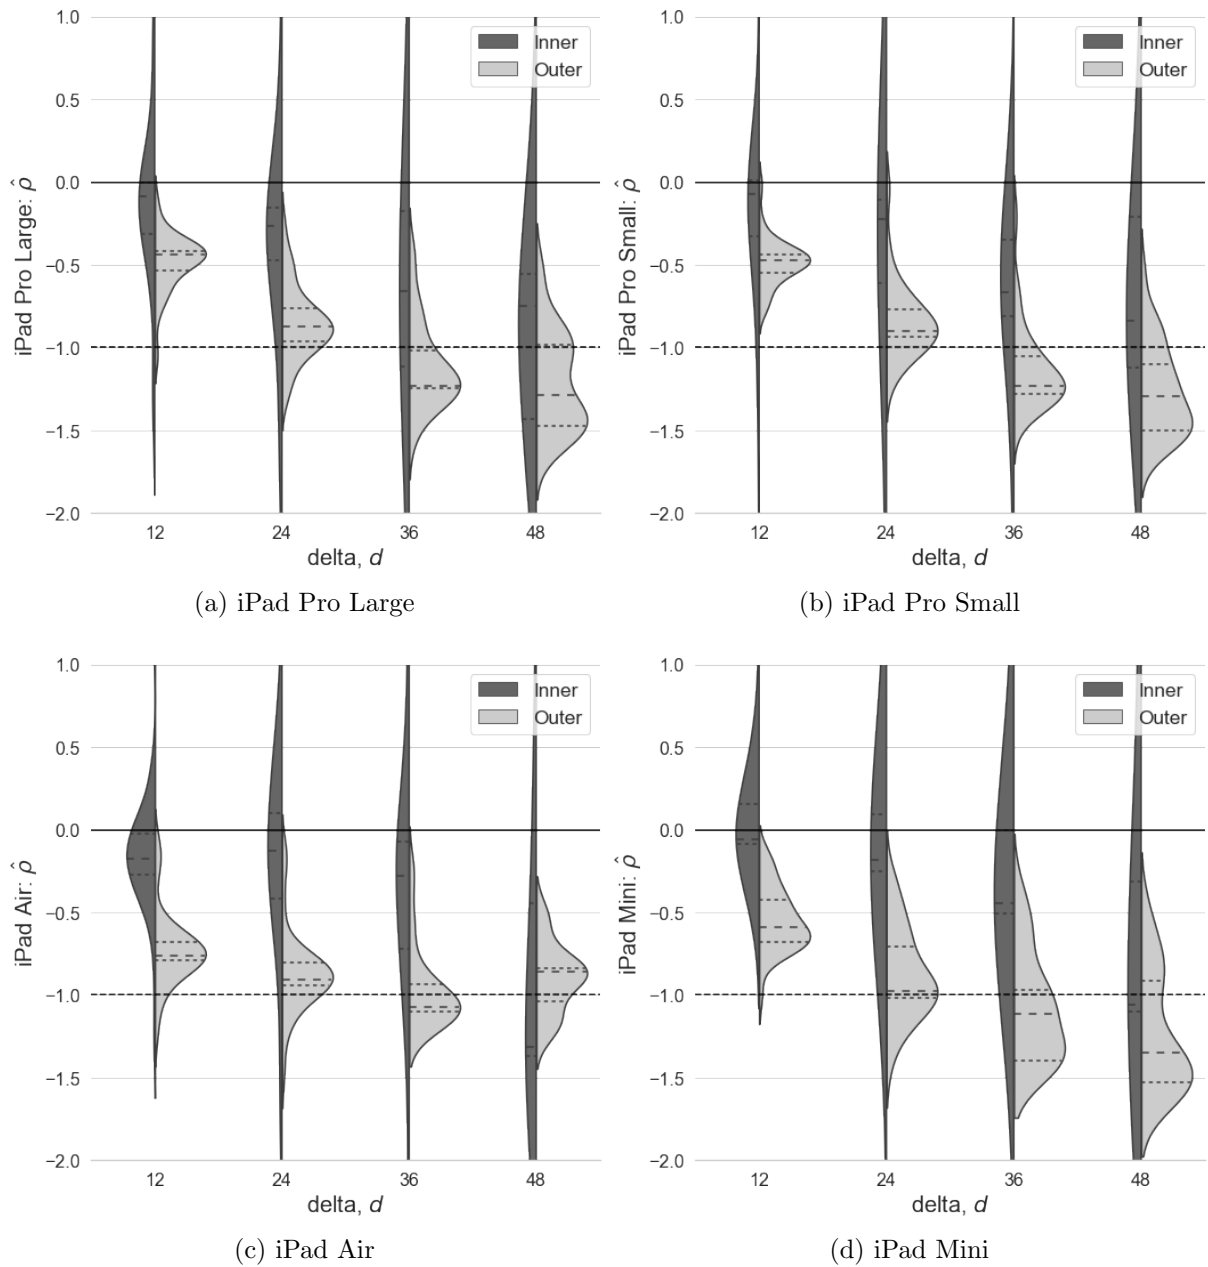 1.0
0.5
0.0
−0.5
−1.0
−1.5
−2.0
iPad Pro Large: ρ̂
Inner
Outer
12 24 36 48
delta, d
(a) iPad Pro Large
1.0
0.5
0.0
−0.5
−1.0
−1.5
−2.0
iPad Pro Small: ρ̂
Inner
Outer
12 24 36 48
delta, d
(b) iPad Pro Small
1.0
0.5
0.0
−0.5
−1.0
−1.5
−2.0
iPad Air: ρ̂
Inner
Outer
12 24 36 48
delta, d
(c) iPad Air
1.0
0.5
0.0
−0.5
−1.0
−1.5
−2.0
iPad Mini: ρ̂
Inner
Outer
12 24 36 48
delta, d
(d) iPad Mini